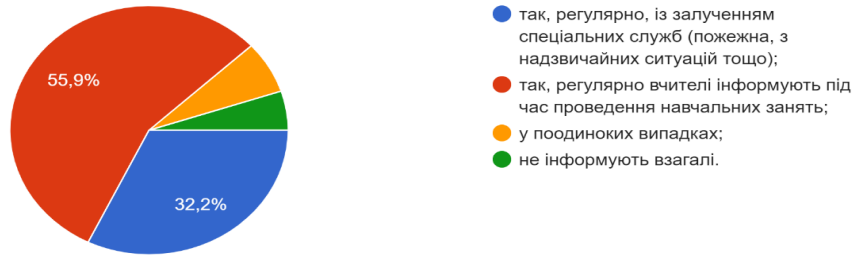 55,9%
32,2%
так, регулярно, із залученням
спеціальних служб (пожежна, з
надзвичайних ситуацій тощо);
так, регулярно вчителі інформують під
час проведення навчальних занять;
у поодиноких випадках;
не інформують взагалі.